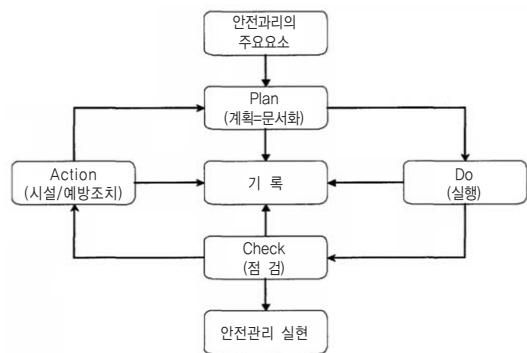 안전과리의
주요요소
Plan
(계획=문서화)
Action
(시설/예방조치)
기 록
Do
(실행)
Check
(점 검)
안전관리 실현